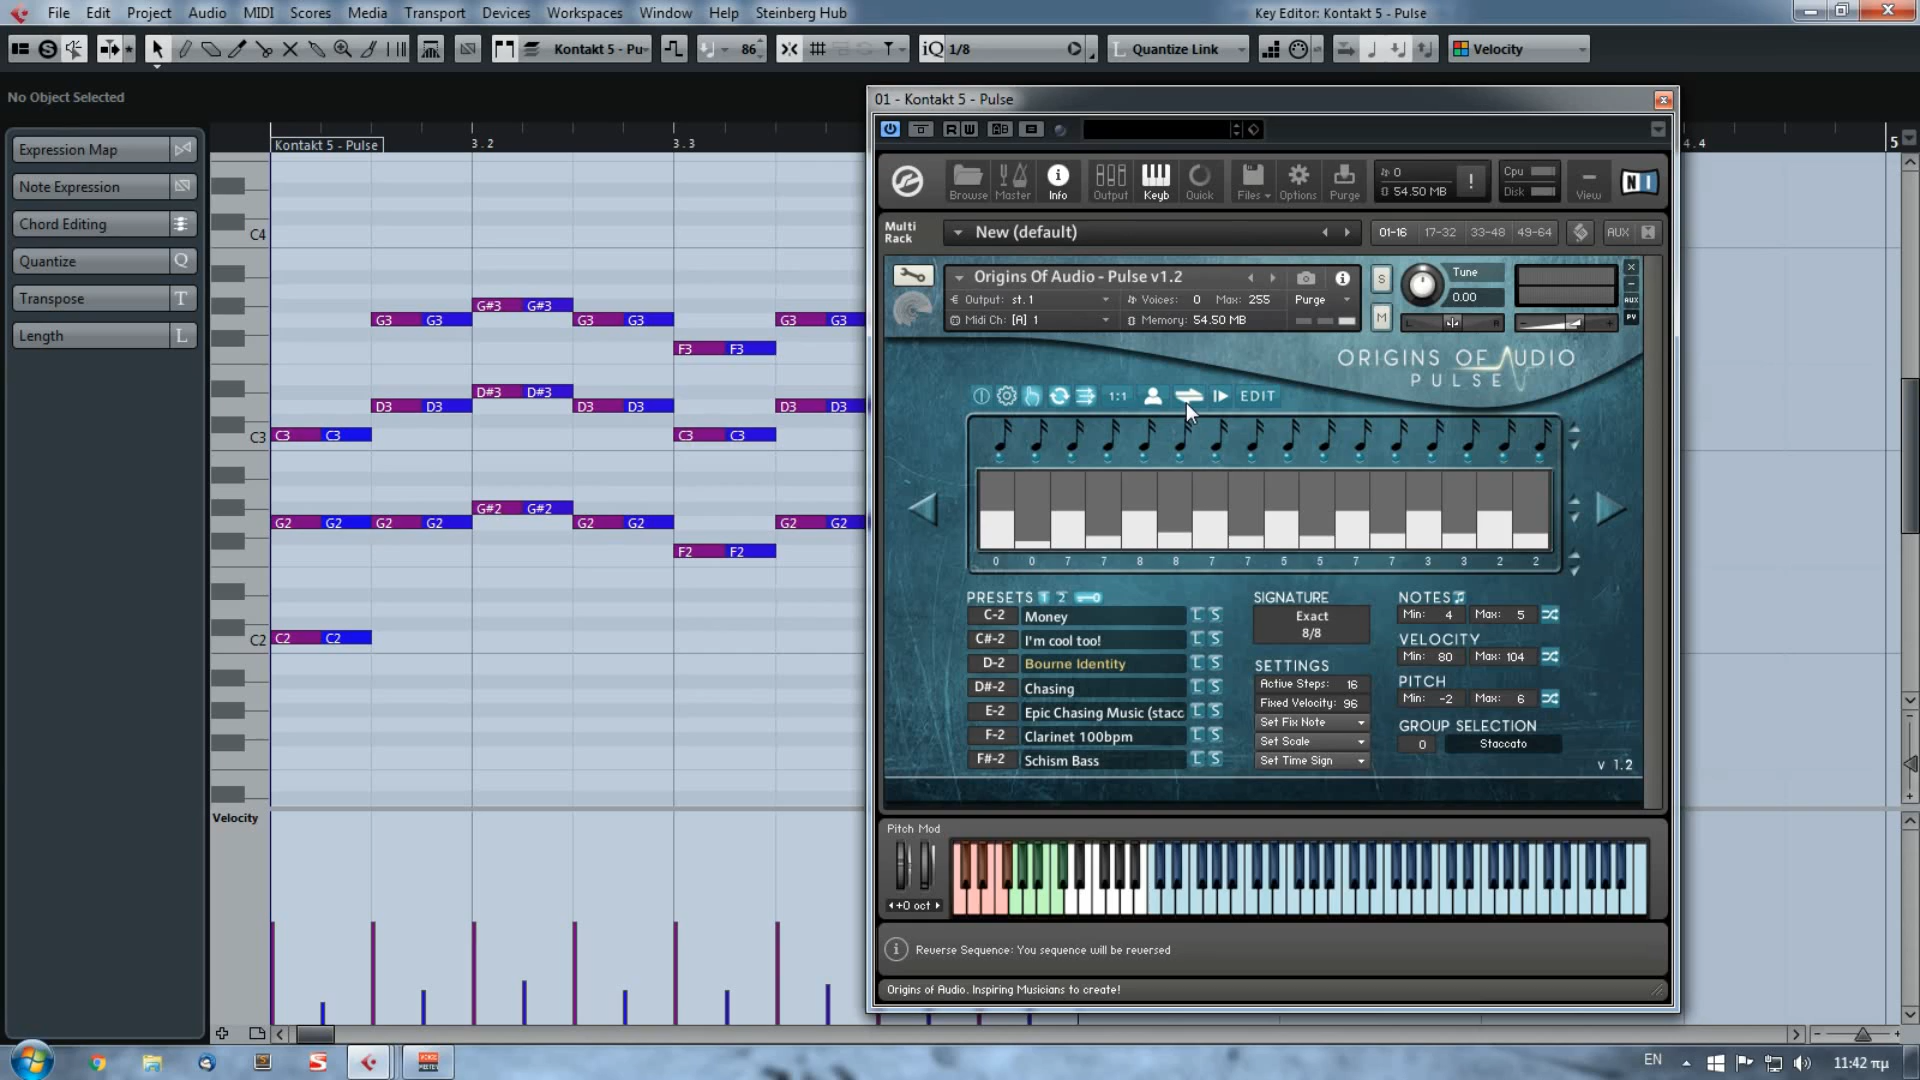 File Edit Project Audio MIDI Scores Media Transport Devices Workspaces Window Help Steinberg Hub
Key Editor: Kontakt 5 - Pulse
Kontakt 5 - Pu 86 iQ 1/8 L Quantize Link Velocity
No Object Selected
Expression Map
Note Expression
Chord Editing
Quantize Q
Transpose T
Length L
Kontakt 5 - Pulse 3.2 3.3 4.4 5
C4
C3
C2
G#3 G#3
G3 G3 G3 G3 G3 G3
F3 F3
D#3 D#3
D3 D3 D3 D3 D3 D3
C3 C3 C3 C3
G#2 G#2
G2 G2 G2 G2 G2 G2 G2 G2
F2 F2
C2 C2
Velocity
01 - Kontakt 5 - Pulse
R W AB
Browse Master Info Output Keyb Quick Files Options Purge View
0
54.50 MB
!
Cpu
Disk
NI
Multi Rack
New (default)
01-16 17-32 33-48 49-64 AUX
Origins Of Audio - Pulse v1.2
Output: st.1 Voices: 0 Max: 255 Purge
Midi Ch: [A] 1 Memory: 54.50 MB
S
M
Tune
0.00
L R
AUX
PV
ORIGINS OF AUDIO
PULSE
1:1 EDIT
0 0 7 7 8 8 7 7 5 5 7 7 3 3 2 2
PRESETS 1 2
C-2 Money L S
C#-2 I'm cool too! L S
D-2 Bourne Identity L S
D#-2 Chasing L S
E-2 Epic Chasing Music (stacc L S
F-2 Clarinet 100bpm L S
F#-2 Schism Bass L S
SIGNATURE
Exact
8/8
SETTINGS
Active Steps: 16
Fixed Velocity: 96
Set Fix Note
Set Scale
Set Time Sign
NOTES
Min: 4 Max: 5
VELOCITY
Min: 80 Max: 104
PITCH
Min: -2 Max: 6
GROUP SELECTION
0 Staccato
v 1.2
Pitch Mod
+0 oct
Reverse Sequence: You sequence will be reversed
Origins of Audio. Inspiring Musicians to create!
EN 11:42 πμ